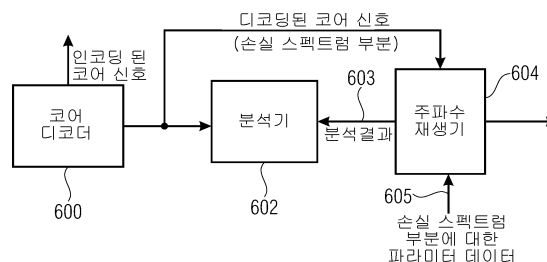 디코딩된 코어 신호
(손실 스펙트럼 부분)
인코딩 된
코어 신호
603
604
코어
디코더
분석기
분석결과
주파수
재생기
600
602
605
손실 스펙트럼
부분에 대한
파라미터 데이터